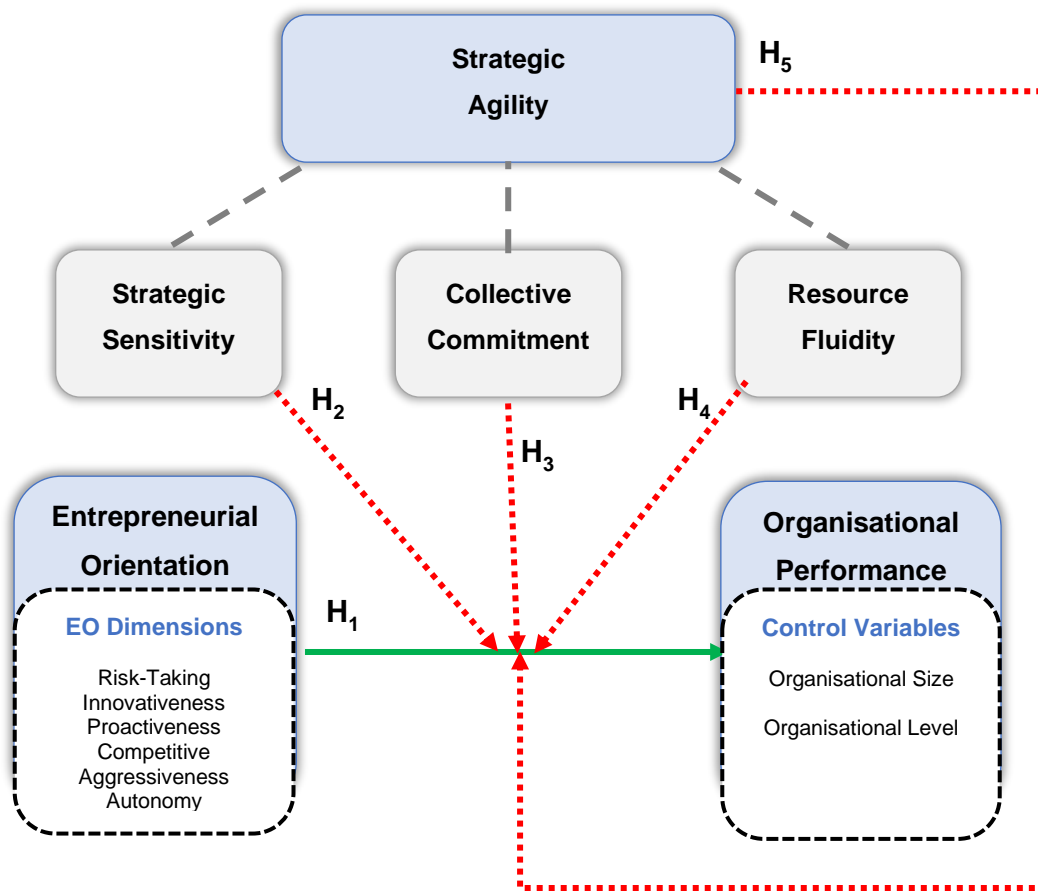 Strategic
Agility
H5
Strategic
Sensitivity
Collective
Commitment
Resource
Fluidity
H2
H3
H4
Entrepreneurial
Orientation
EO Dimensions
Risk-Taking
Innovativeness
Proactiveness
Competitive
Aggressiveness
Autonomy
H1
Organisational
Performance
Control Variables
Organisational Size
Organisational Level